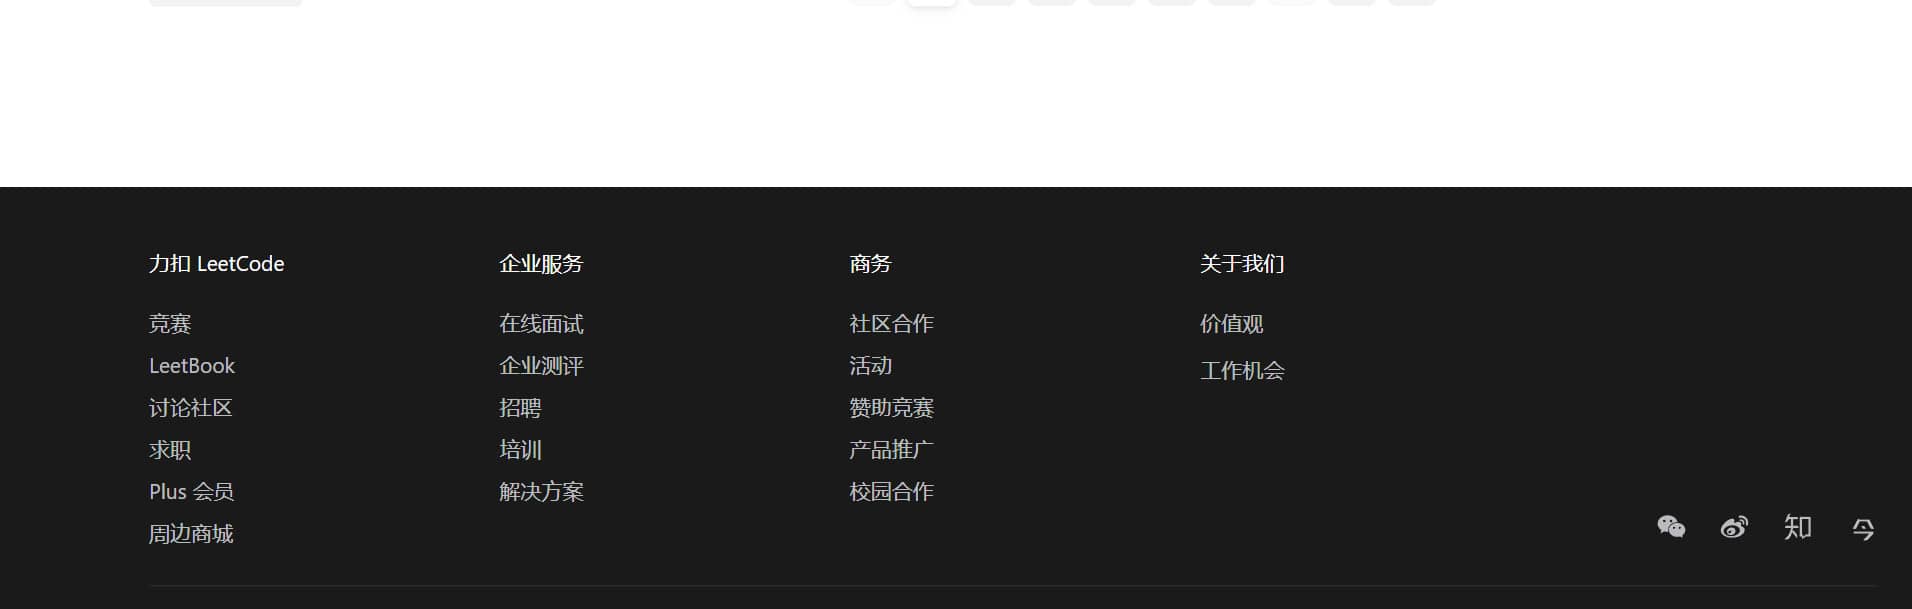 力扣 LeetCode
竞赛
LeetBook
讨论社区
求职
Plus 会员
周边商城
企业服务
在线面试
企业测评
招聘
培训
解决方案
商务
社区合作
活动
赞助竞赛
产品推广
校园合作
关于我们
价值观
工作机会
知